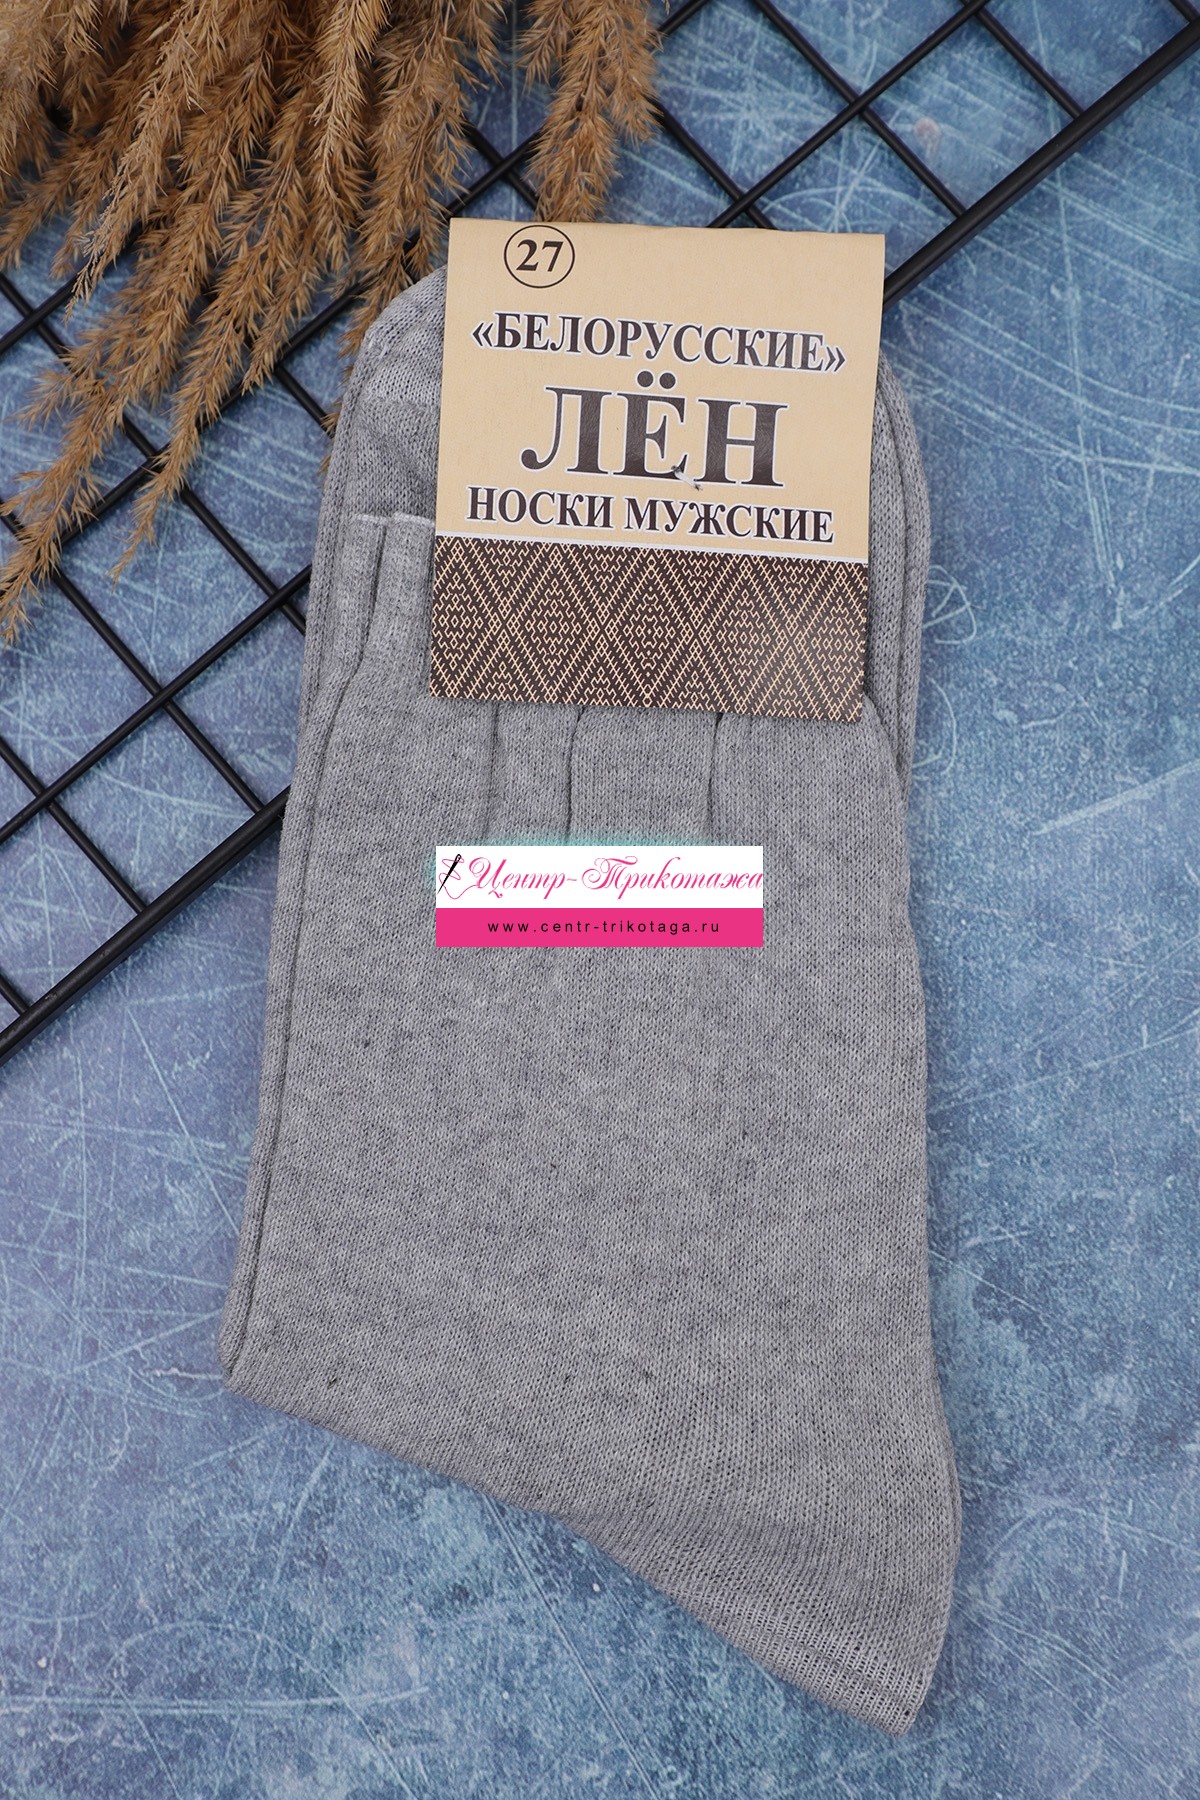 27
«БЕЛОРУССКИЕ»
ЛЁН
НОСКИ МУЖСКИЕ
Центр-Трикотажа
www.centr-trikotaga.ru